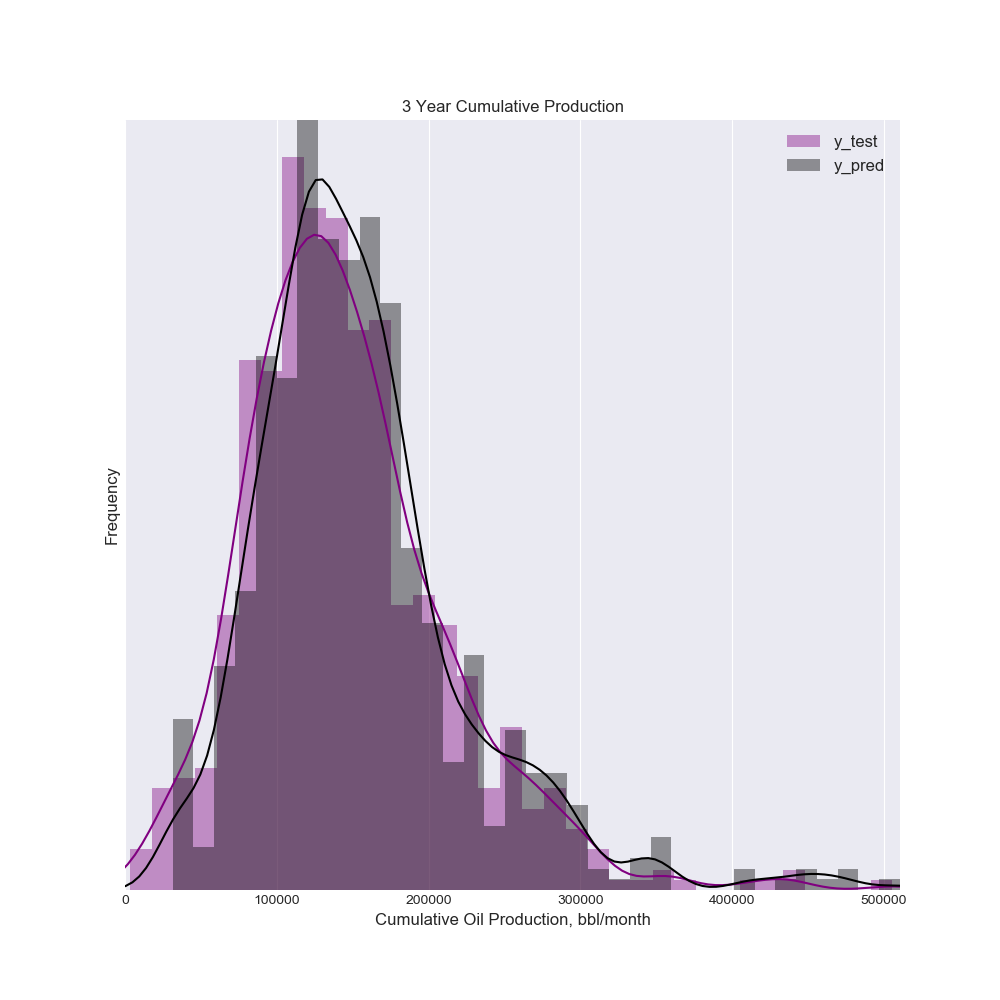 3 Year Cumulative Production
y_test
y_pred
Frequency
0 100000 200000 300000 400000 500000
Cumulative Oil Production, bbl/month